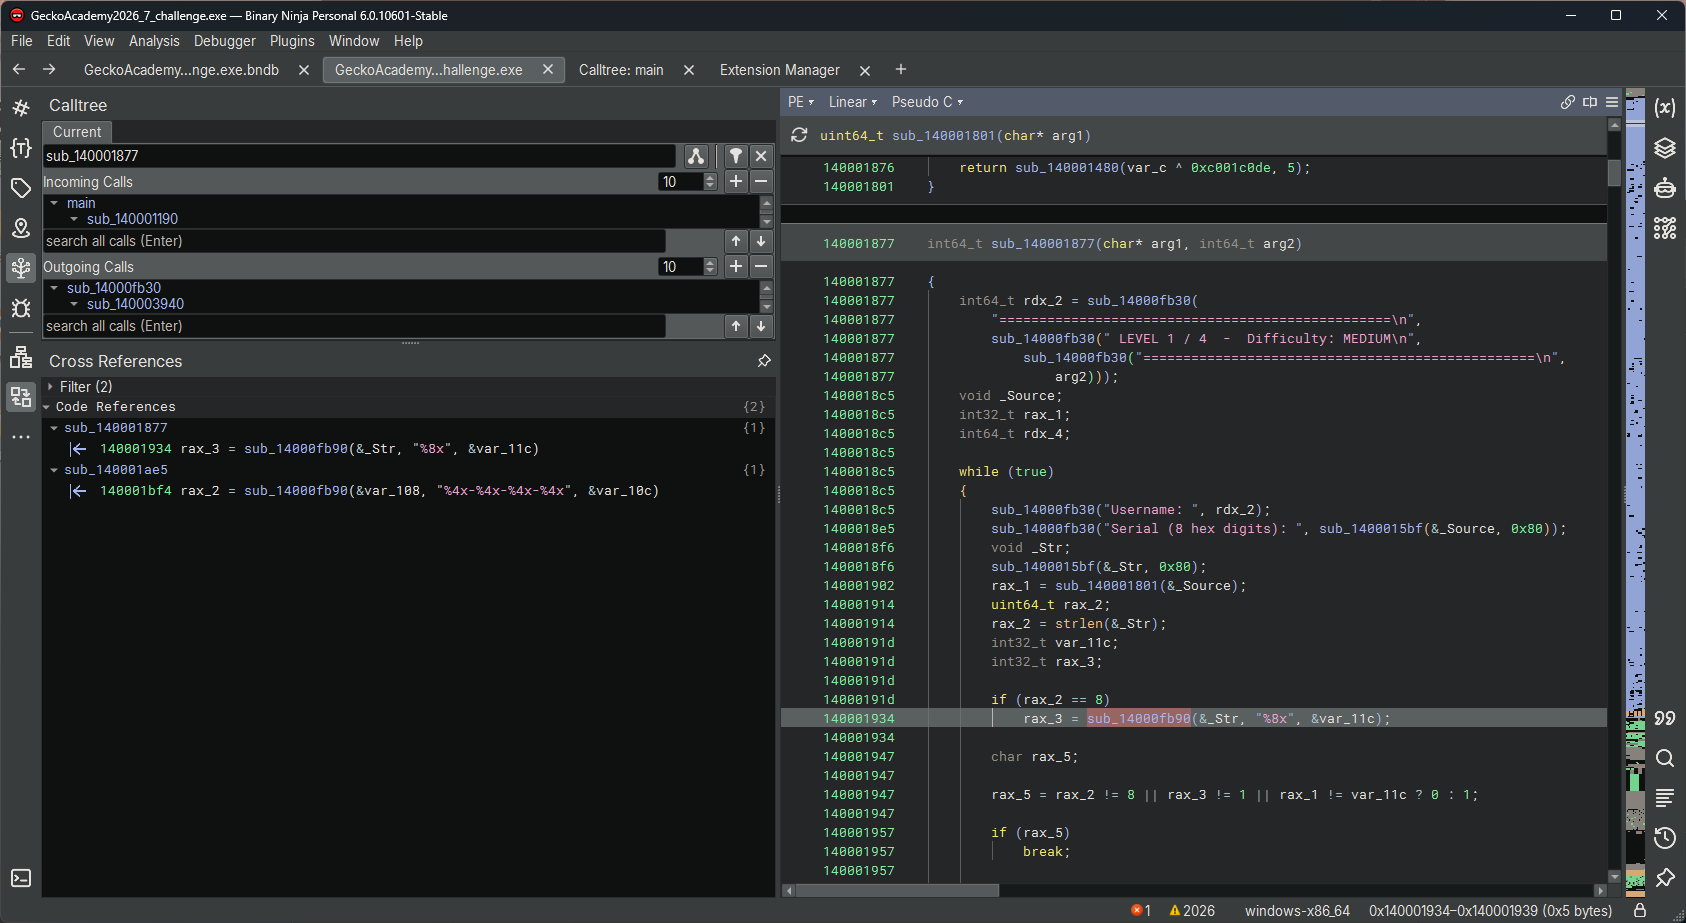 GeckoAcademy2026_7_challenge.exe — Binary Ninja Personal 6.0.10601-Stable
File Edit View Analysis Debugger Plugins Window Help
GeckoAcademy...nge.exe.bndb GeckoAcademy...hallenge.exe Calltree: main Extension Manager
Calltree
Current
sub_140001877
Incoming Calls 10
main
sub_140001190
search all calls (Enter)
Outgoing Calls 10
sub_14000fb30
sub_140003940
search all calls (Enter)
Cross References
Filter (2)
Code References {2}
sub_140001877 {1}
140001934 rax_3 = sub_14000fb90(&_Str, "%8x", &var_11c)
sub_140001ae5 {1}
140001bf4 rax_2 = sub_14000fb90(&var_108, "%4x-%4x-%4x-%4x", &var_10c)
PE Linear Pseudo C
uint64_t sub_140001801(char* arg1)
140001876 return sub_140001480(var_c ^ 0xc001c0de, 5);
140001801 }
140001877 int64_t sub_140001877(char* arg1, int64_t arg2)
140001877 {
140001877 int64_t rdx_2 = sub_14000fb30(
140001877 "=================================================\n",
140001877 sub_14000fb30(" LEVEL 1 / 4  -  Difficulty: MEDIUM\n",
140001877 sub_14000fb30("=================================================\n",
140001877 arg2)));
1400018c5 void _Source;
1400018c5 int32_t rax_1;
1400018c5 int64_t rdx_4;
1400018c5
1400018c5 while (true)
1400018c5 {
1400018c5 sub_14000fb30("Username: ", rdx_2);
1400018e5 sub_14000fb30("Serial (8 hex digits): ", sub_1400015bf(&_Source, 0x80));
1400018f6 void _Str;
1400018f6 sub_1400015bf(&_Str, 0x80);
140001902 rax_1 = sub_140001801(&_Source);
140001914 uint64_t rax_2;
140001914 rax_2 = strlen(&_Str);
14000191d int32_t var_11c;
14000191d int32_t rax_3;
14000191d
14000191d if (rax_2 == 8)
140001934 rax_3 = sub_14000fb90(&_Str, "%8x", &var_11c);
140001934
140001947 char rax_5;
140001947
140001947 rax_5 = rax_2 != 8 || rax_3 != 1 || rax_1 != var_11c ? 0 : 1;
140001947
140001957 if (rax_5)
140001957 break;
140001957
1 2026 windows-x86_64 0x140001934-0x140001939 (0x5 bytes)